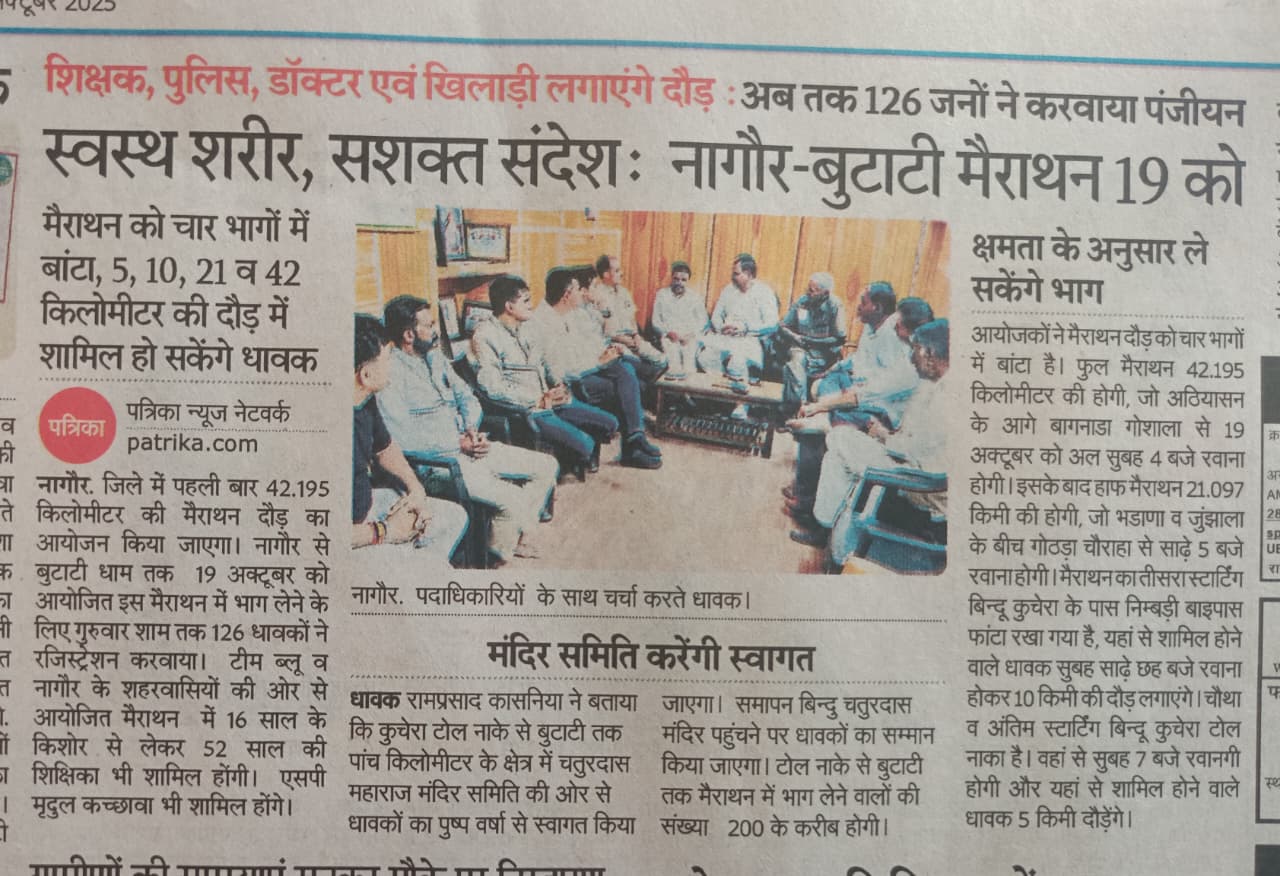 क्टूबर 2025
शिक्षक, पुलिस, डॉक्टर एवं खिलाड़ी लगाएंगे दौड़ : अब तक 126 जनों ने करवाया पंजीयन
स्वस्थ शरीर, सशक्त संदेश: नागौर-बुटाटी मैराथन 19 को
मैराथन को चार भागों में
बांटा, 5, 10, 21 व 42
किलोमीटर की दौड़ में
शामिल हो सकेंगे धावक
पत्रिका
पत्रिका न्यूज नेटवर्क
patrika.com
नागौर. जिले में पहली बार 42.195
किलोमीटर की मैराथन दौड़ का
आयोजन किया जाएगा। नागौर से
बुटाटी धाम तक 19 अक्टूबर को
आयोजित इस मैराथन में भाग लेने के
लिए गुरुवार शाम तक 126 धावकों ने
रजिस्ट्रेशन करवाया। टीम ब्लू व
नागौर के शहरवासियों की ओर से
आयोजित मैराथन में 16 साल के
किशोर से लेकर 52 साल की
शिक्षिका भी शामिल होंगी। एसपी
मृदुल कच्छावा भी शामिल होंगे।
नागौर. पदाधिकारियों के साथ चर्चा करते धावक।
मंदिर समिति करेंगी स्वागत
धावक रामप्रसाद कासनिया ने बताया
कि कुचेरा टोल नाके से बुटाटी तक
पांच किलोमीटर के क्षेत्र में चतुरदास
महाराज मंदिर समिति की ओर से
धावकों का पुष्प वर्षा से स्वागत किया
जाएगा। समापन बिन्दु चतुरदास
मंदिर पहुंचने पर धावकों का सम्मान
किया जाएगा। टोल नाके से बुटाटी
तक मैराथन में भाग लेने वालों की
संख्या 200 के करीब होगी।
क्षमता के अनुसार ले
सकेंगे भाग
आयोजकों ने मैराथन दौड़ को चार भागों
में बांटा है। फुल मैराथन 42.195
किलोमीटर की होगी, जो अठियासन
के आगे बागनाडा गोशाला से 19
अक्टूबर को अल सुबह 4 बजे रवाना
होगी। इसके बाद हाफ मैराथन 21.097
किमी की होगी, जो भडाणा व जुंझाला
के बीच गोठड़ा चौराहा से साढ़े 5 बजे
रवाना होगी। मैराथन का तीसरा स्टार्टिंग
बिन्दू कुचेरा के पास निम्बड़ी बाइपास
फांटा रखा गया है, यहां से शामिल होने
वाले धावक सुबह साढ़े छह बजे रवाना
होकर 10 किमी की दौड़ लगाएंगे। चौथा
व अंतिम स्टार्टिंग बिन्दू कुचेरा टोल
नाका है। वहां से सुबह 7 बजे रवानगी
होगी और यहां से शामिल होने वाले
धावक 5 किमी दौड़ेंगे।